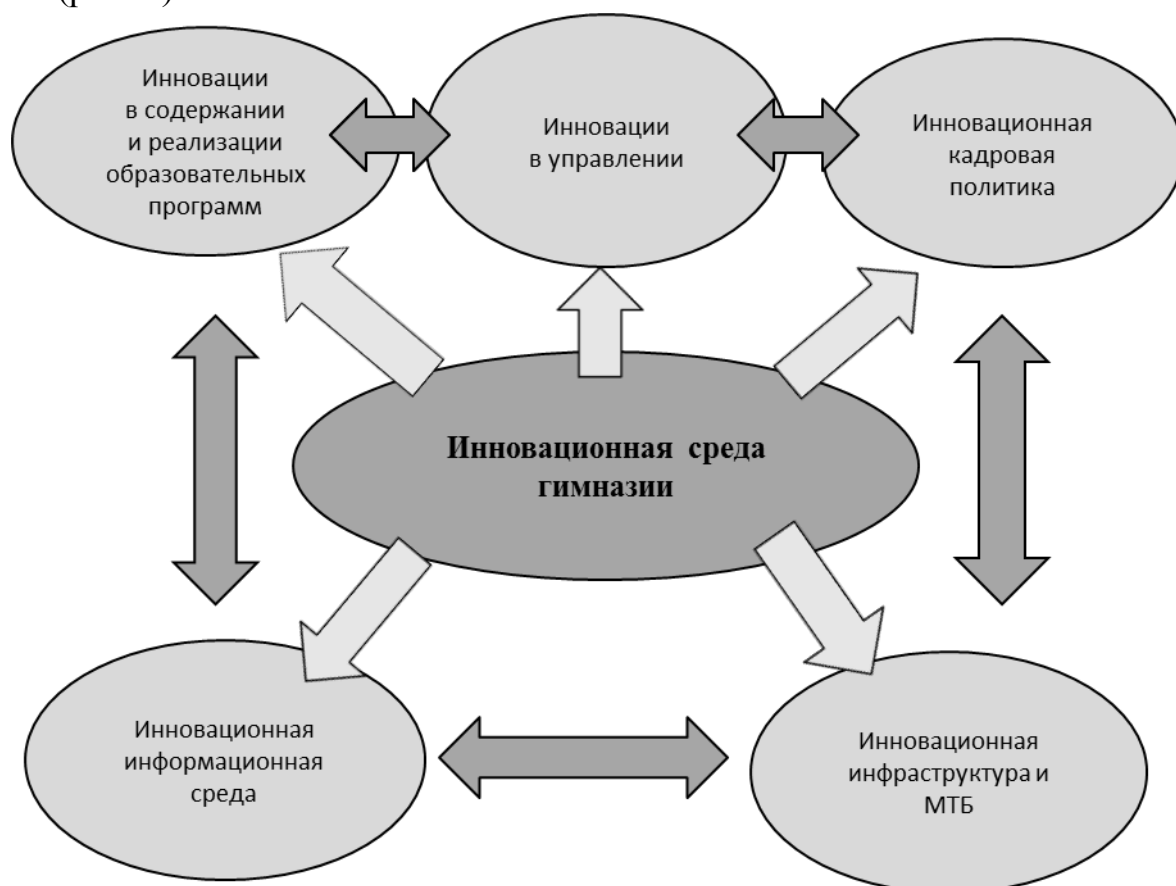 Инновации
в содержании
и реализации
образовательных
программ
Инновации
в управлении
Инновационная
кадровая
политика
Инновационная среда
гимназии
Инновационная
информационная
среда
Инновационная
инфраструктура и
МТБ